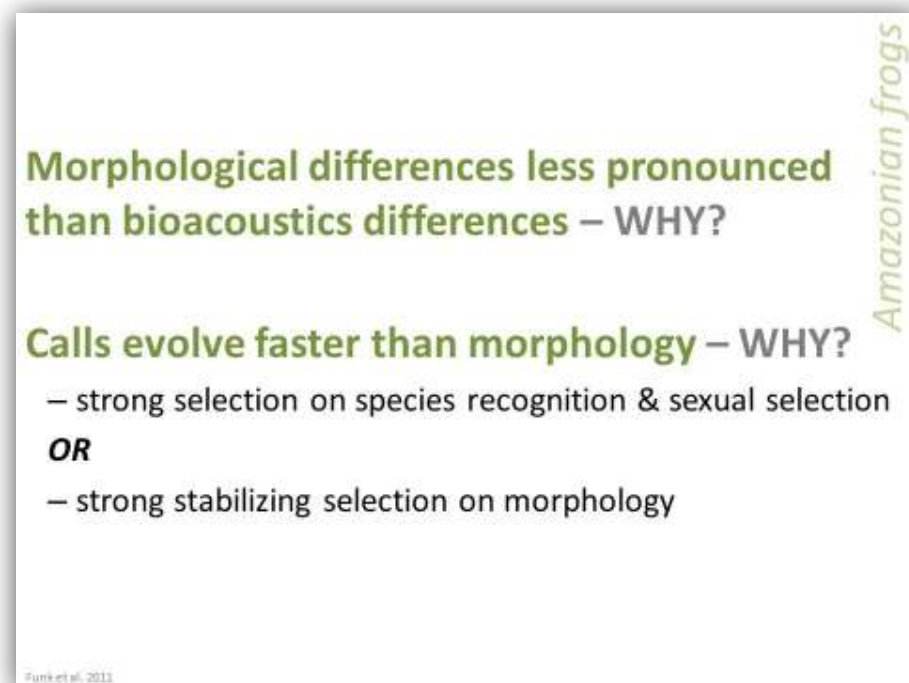 Amazonian frogs
Morphological differences less pronounced
than bioacoustics differences – WHY?
Calls evolve faster than morphology – WHY?
– strong selection on species recognition & sexual selection
OR
– strong stabilizing selection on morphology
Funk et al. 2011